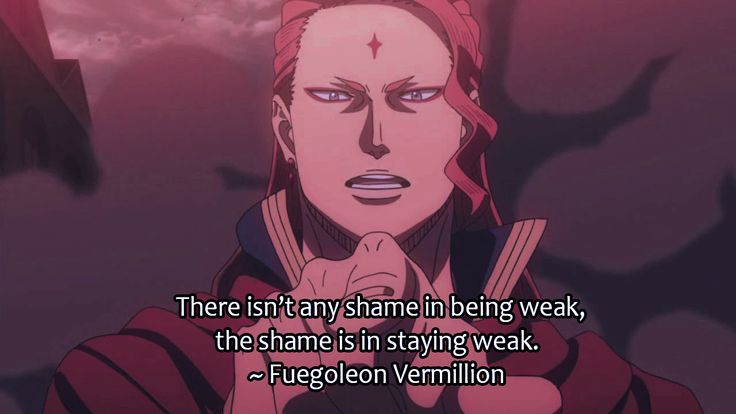 There isn't any shame in being weak,
the shame is in staying weak.
~ Fuegoleon Vermillion